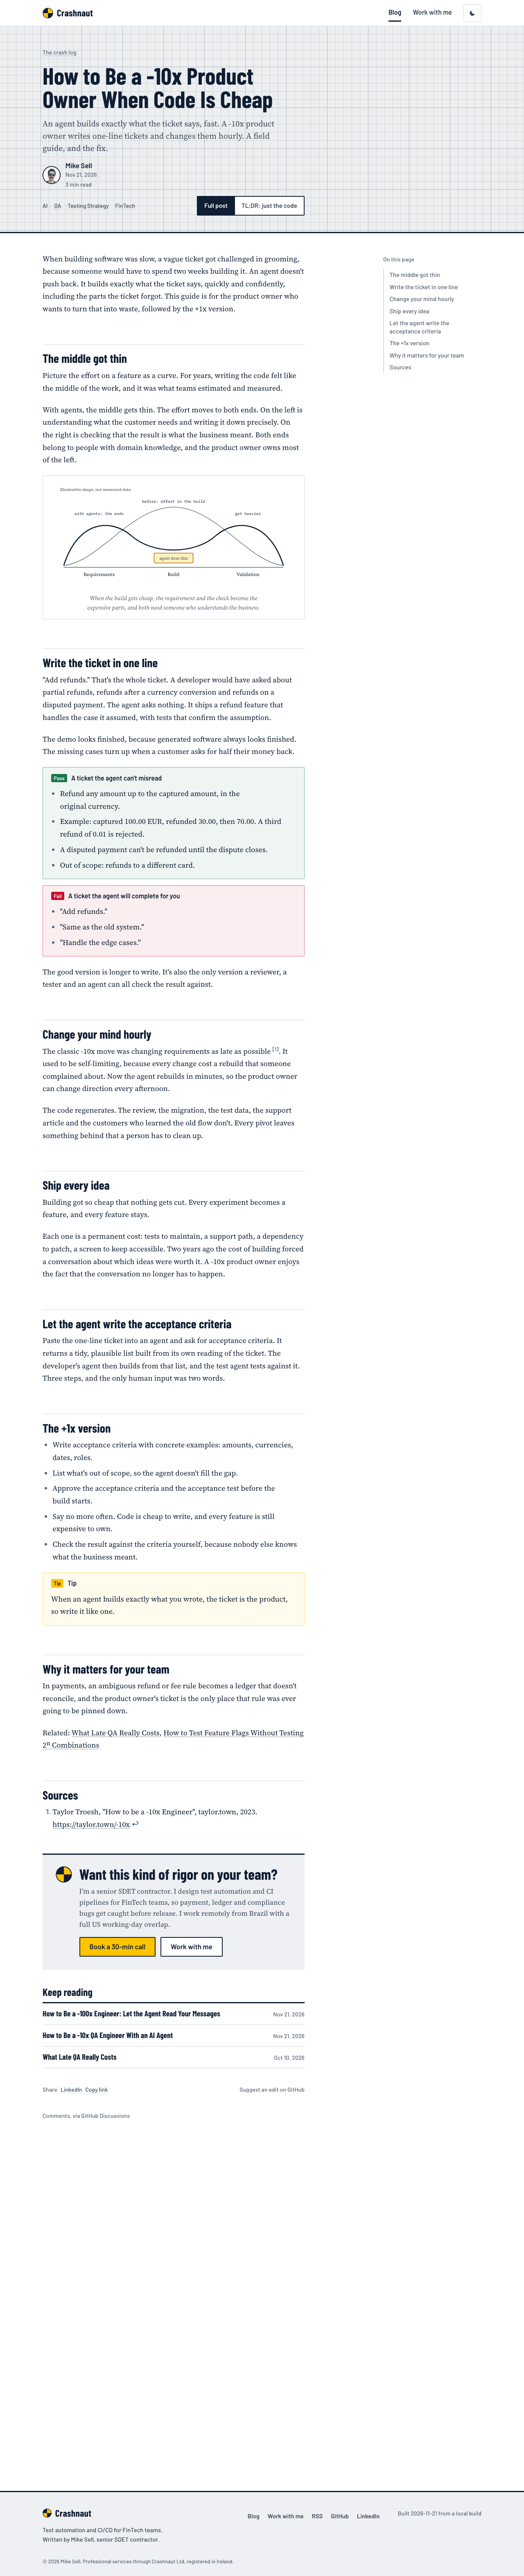 Crashnaut
Blog
Work with me
The crash log
How to Be a -10x Product
Owner When Code Is Cheap
An agent builds exactly what the ticket says, fast. A -10x product
owner writes one-line tickets and changes them hourly. A field
guide, and the fix.
Mike Sell
Nov 21, 2026
3 min read
AI QA Testing Strategy FinTech
Full post
TL;DR: just the code
When building software was slow, a vague ticket got challenged in grooming,
because someone would have to spend two weeks building it. An agent doesn't
push back. It builds exactly what the ticket says, quickly and confidently,
including the parts the ticket forgot. This guide is for the product owner who
wants to turn that into waste, followed by the +1x version.
On this page
The middle got thin
Write the ticket in one line
Change your mind hourly
Ship every idea
Let the agent write the
acceptance criteria
The +1x version
Why it matters for your team
Sources
The middle got thin
Picture the effort on a feature as a curve. For years, writing the code felt like
the middle of the work, and it was what teams estimated and measured.
With agents, the middle gets thin. The effort moves to both ends. On the left is
understanding what the customer needs and writing it down precisely. On
the right is checking that the result is what the business meant. Both ends
belong to people with domain knowledge, and the product owner owns most
of the left.
Illustrative shape, not measured data
before: effort in the build
with agents: the ends
get heavier
agent does this
Requirements
Build
Validation
When the build gets cheap, the requirement and the check become the
expensive parts, and both need someone who understands the business.
Write the ticket in one line
"Add refunds." That's the whole ticket. A developer would have asked about
partial refunds, refunds after a currency conversion and refunds on a
disputed payment. The agent asks nothing. It ships a refund feature that
handles the case it assumed, with tests that confirm the assumption.
The demo looks finished, because generated software always looks finished.
The missing cases turn up when a customer asks for half their money back.
Pass A ticket the agent can't misread
Refund any amount up to the captured amount, in the
original currency.
Example: captured 100.00 EUR, refunded 30.00, then 70.00. A third
refund of 0.01 is rejected.
A disputed payment can't be refunded until the dispute closes.
Out of scope: refunds to a different card.
Fail A ticket the agent will complete for you
"Add refunds."
"Same as the old system."
"Handle the edge cases."
The good version is longer to write. It's also the only version a reviewer, a
tester and an agent can all check the result against.
Change your mind hourly
The classic -10x move was changing requirements as late as possible [1]. It
used to be self-limiting, because every change cost a rebuild that someone
complained about. Now the agent rebuilds in minutes, so the product owner
can change direction every afternoon.
The code regenerates. The review, the migration, the test data, the support
article and the customers who learned the old flow don't. Every pivot leaves
something behind that a person has to clean up.
Ship every idea
Building got so cheap that nothing gets cut. Every experiment becomes a
feature, and every feature stays.
Each one is a permanent cost: tests to maintain, a support path, a dependency
to patch, a screen to keep accessible. Two years ago the cost of building forced
a conversation about which ideas were worth it. A -10x product owner enjoys
the fact that the conversation no longer has to happen.
Let the agent write the acceptance criteria
Paste the one-line ticket into an agent and ask for acceptance criteria. It
returns a tidy, plausible list built from its own reading of the ticket. The
developer's agent then builds from that list, and the test agent tests against it.
Three steps, and the only human input was two words.
The +1x version
Write acceptance criteria with concrete examples: amounts, currencies,
dates, roles.
List what's out of scope, so the agent doesn't fill the gap.
Approve the acceptance criteria and the acceptance test before the
build starts.
Say no more often. Code is cheap to write, and every feature is still
expensive to own.
Check the result against the criteria yourself, because nobody else knows
what the business meant.
Tip Tip
When an agent builds exactly what you wrote, the ticket is the product,
so write it like one.
Why it matters for your team
In payments, an ambiguous refund or fee rule becomes a ledger that doesn't
reconcile, and the product owner's ticket is the only place that rule was ever
going to be pinned down.
Related: What Late QA Really Costs, How to Test Feature Flags Without Testing
2ⁿ Combinations
Sources
1. Taylor Troesh, "How to be a -10x Engineer", taylor.town, 2023.
https://taylor.town/-10x ↩
Want this kind of rigor on your team?
I'm a senior SDET contractor. I design test automation and CI
pipelines for FinTech teams, so payment, ledger and compliance
bugs get caught before release. I work remotely from Brazil with a
full US working-day overlap.
Book a 30-min call
Work with me
Keep reading
How to Be a -100x Engineer: Let the Agent Read Your Messages
Nov 21, 2026
How to Be a -10x QA Engineer With an AI Agent
Nov 21, 2026
What Late QA Really Costs
Oct 10, 2026
Share LinkedIn Copy link
Suggest an edit on GitHub
Comments, via GitHub Discussions
Crashnaut
Test automation and CI/CD for FinTech teams.
Written by Mike Sell, senior SDET contractor.
Blog Work with me RSS GitHub LinkedIn
Built 2026-11-21 from a local build
© 2026 Mike Sell. Professional services through Crashnaut Ltd, registered in Ireland.